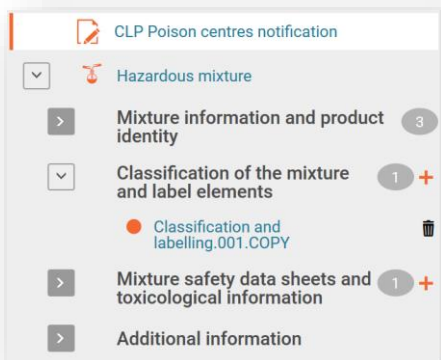 CLP Poison centres notification
Hazardous mixture
Mixture information and product
identity
3
Classification of the mixture
and label elements
1 +
Classification and
labelling.001.COPY
Mixture safety data sheets and
toxicological information
1 +
Additional information